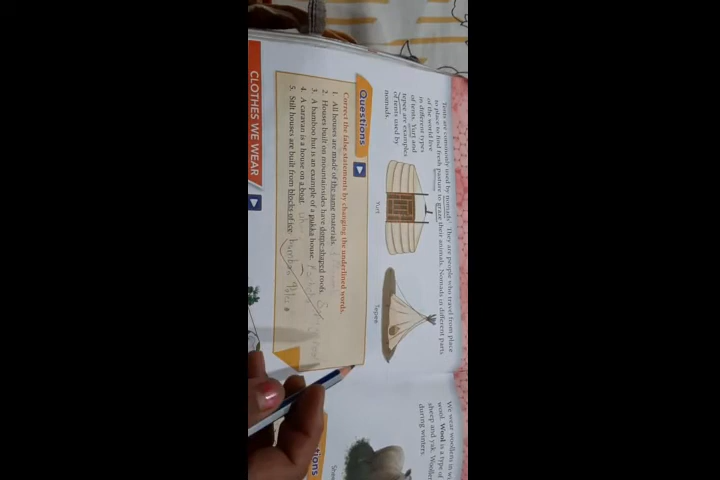 Tents are commonly used by nomads. They are people who travel from place
to place to find fresh pasture to graze their animals. Nomads in different parts
of the world live
in different types
of tents. Yurt and
tepee are examples
of tents used by
nomads.
Yurt
Tepee
Questions
Correct the false statements by changing the underlined words.
1. All houses are made of the same materials.
2. Houses built on mountainsides have dome-shaped roofs.
3. A bamboo hut is an example of a pukka house.
4. A caravan is a house on a boat.
5. Stilt houses are built from blocks of ice
CLOTHES WE WEAR
We wear woollens in
wool. Wool is a type of
sheep and yak. Woollen
during winters.